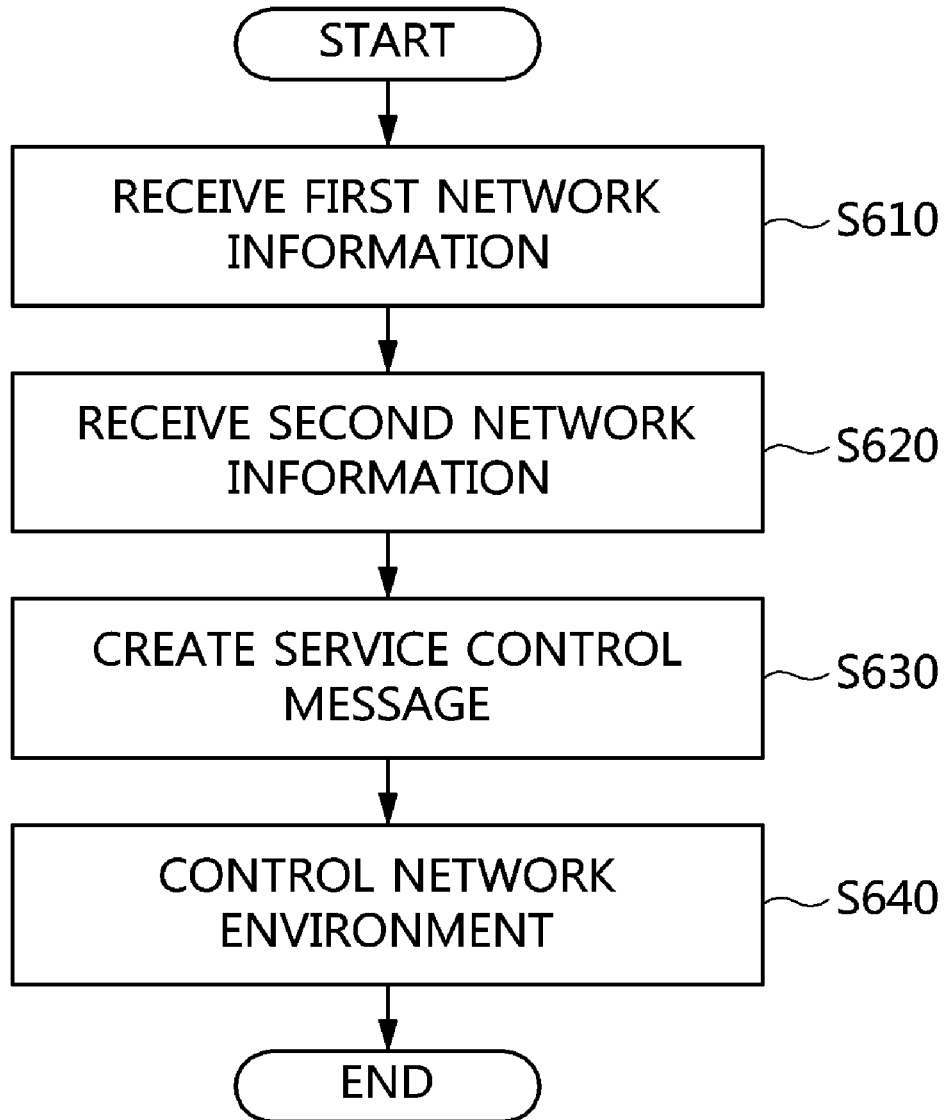 START
RECEIVE FIRST NETWORK
INFORMATION
S610
RECEIVE SECOND NETWORK
INFORMATION
S620
CREATE SERVICE CONTROL
MESSAGE
S630
CONTROL NETWORK
ENVIRONMENT
S640
END